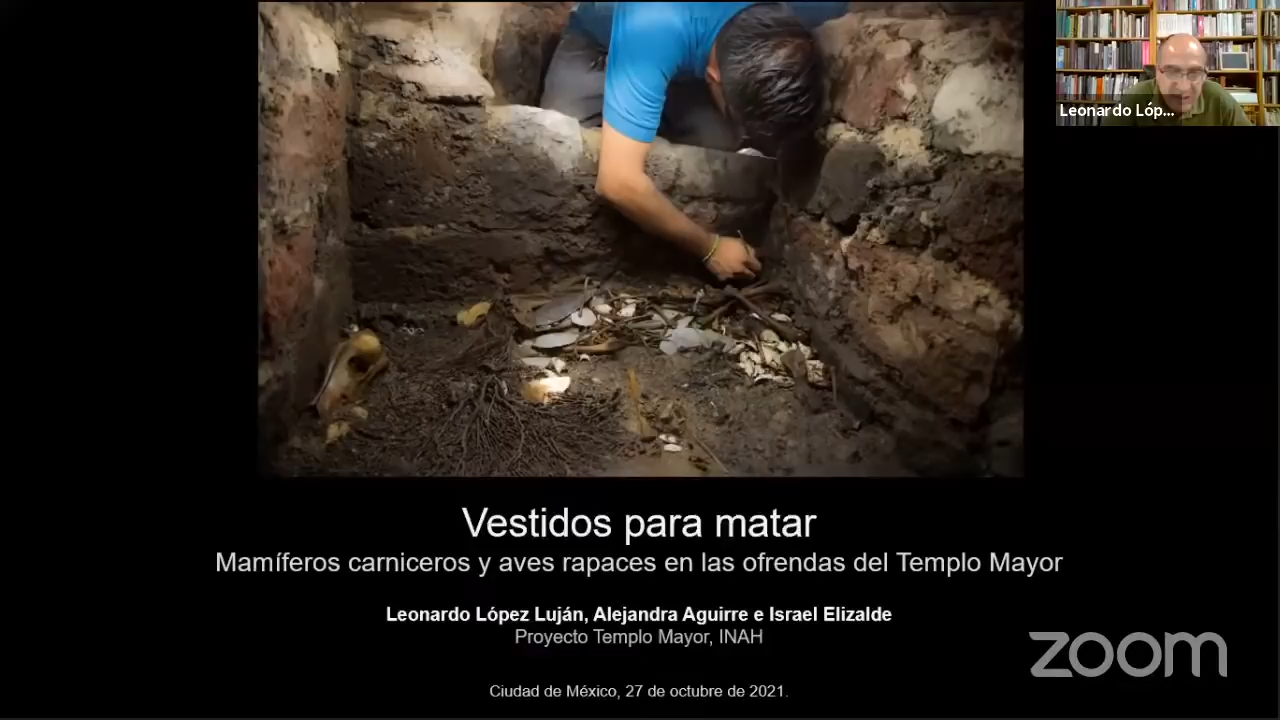 Leonardo Lóp...
Vestidos para matar
Mamíferos carniceros y aves rapaces en las ofrendas del Templo Mayor
Leonardo López Luján, Alejandra Aguirre e Israel Elizalde
Proyecto Templo Mayor, INAH
zoom
Ciudad de México, 27 de octubre de 2021.